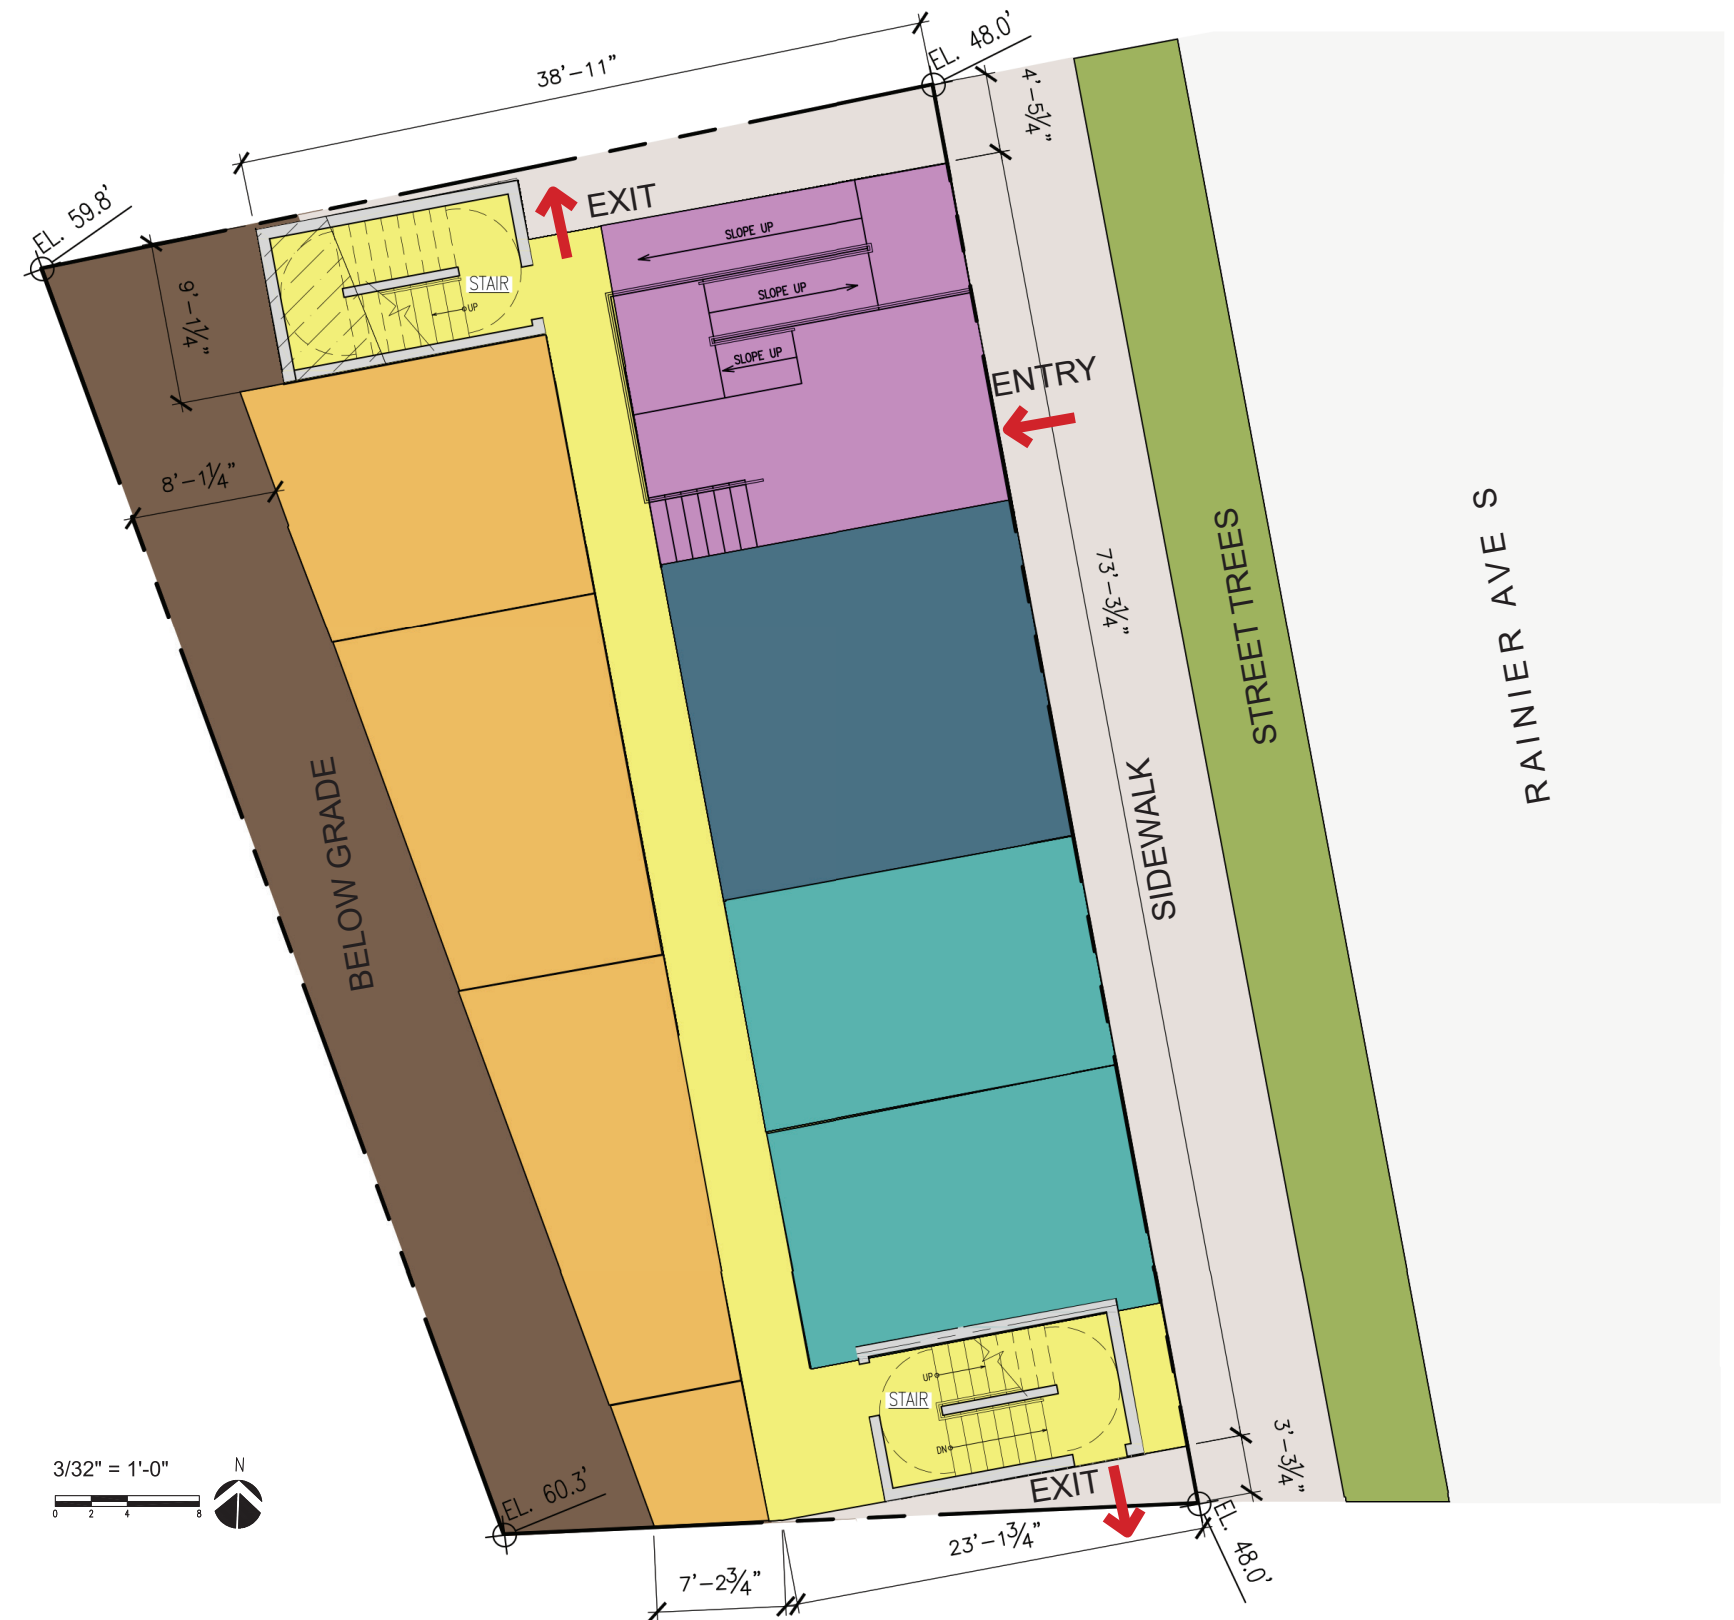 38'-11"
EL. 48.0'
4'-5¼"
EL. 59.8'
EXIT
9'-1¼"
STAIR
UP
SLOPE UP
SLOPE UP
SLOPE UP
ENTRY
8'-1¼"
73'-3¼"
STREET TREES
RAINIER AVE S
BELOW GRADE
SIDEWALK
UP
STAIR
DN
EXIT
3'-3¼"
3/32" = 1'-0"
N
0 2 4 8
EL. 60.3'
EL. 48.0'
23'-1¾"
7'-2¾"